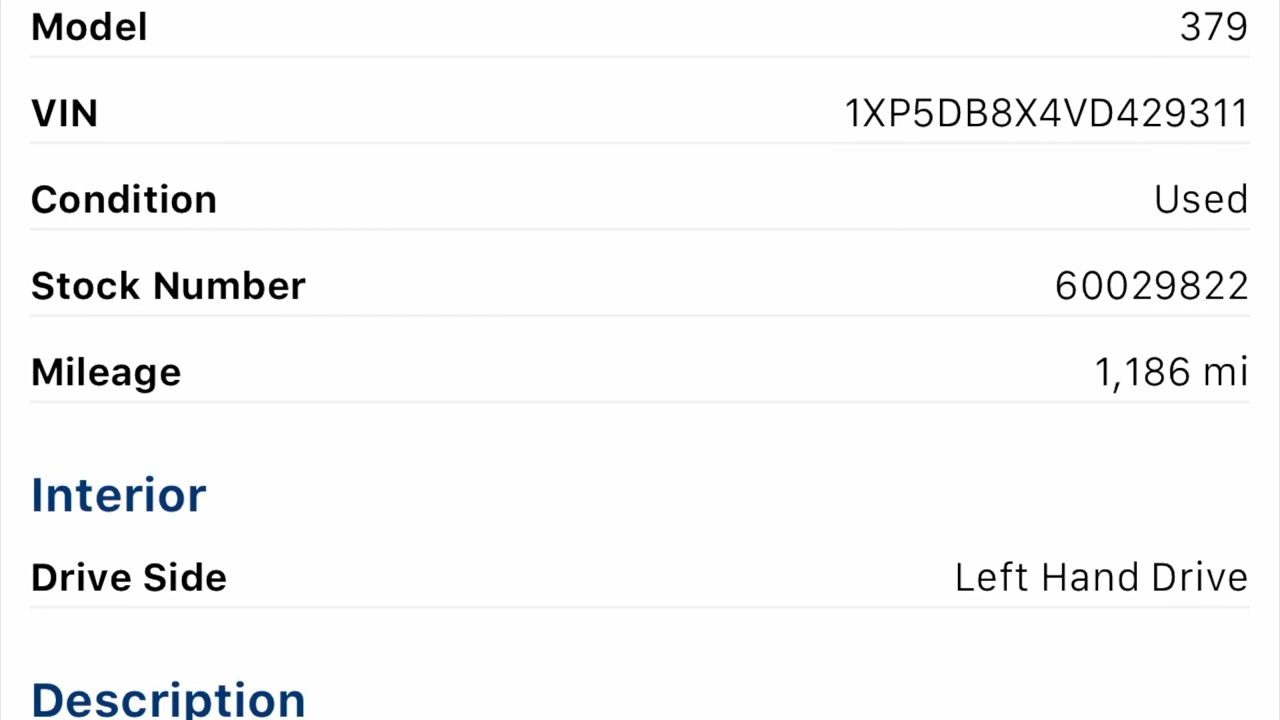 Model 379
VIN 1XP5DB8X4VD429311
Condition Used
Stock Number 60029822
Mileage 1,186 mi
Interior
Drive Side Left Hand Drive
Description